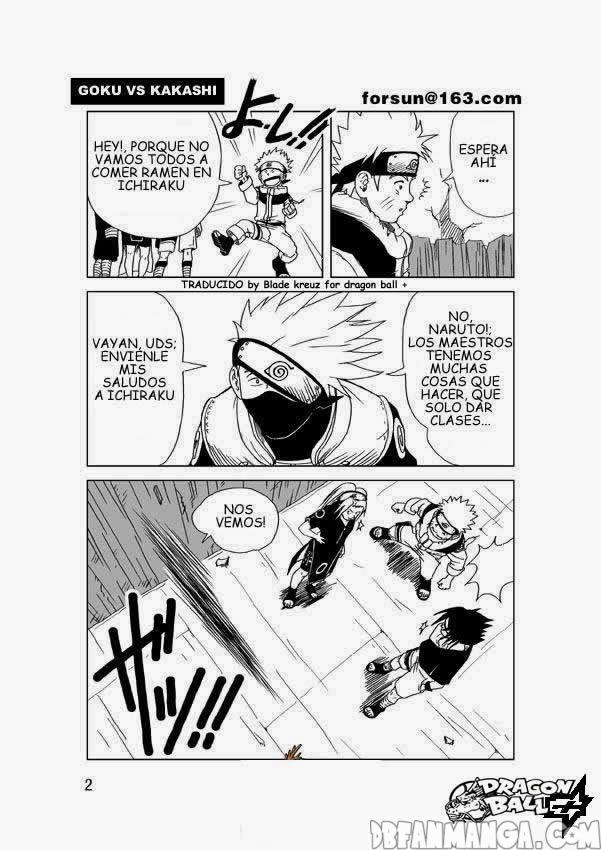 GOKU VS KAKASHI
forsun@163.com
よし!!
HEY!, PORQUE NO
VAMOS TODOS A
COMER RAMEN EN
ICHIRAKU
ESPERA
AHÍ
...
TRADUCIDO by Blade kreuz for dragon ball +
NO,
NARUTO!;
LOS MAESTROS
TENEMOS
MUCHAS
COSAS QUE
HACER, QUE
SOLO DAR
CLASES...
VAYAN, UDS;
ENVIÉNLE
MIS
SALUDOS
A ICHIRAKU
NOS
VEMOS!
2
DRAGON
BALL
DBFANMANGA.COM